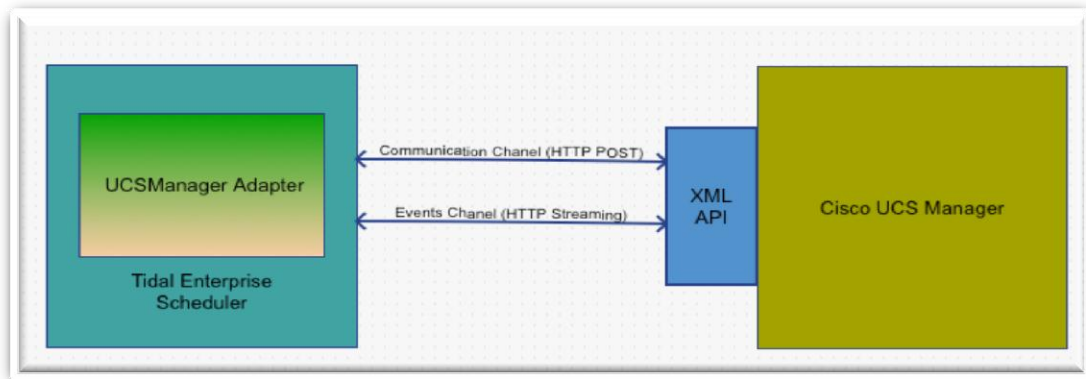 UCSManager Adapter
Tidal Enterprise
Scheduler
Communication Chanel (HTTP POST)
Events Chanel (HTTP Streaming)
XML
API
Cisco UCS Manager